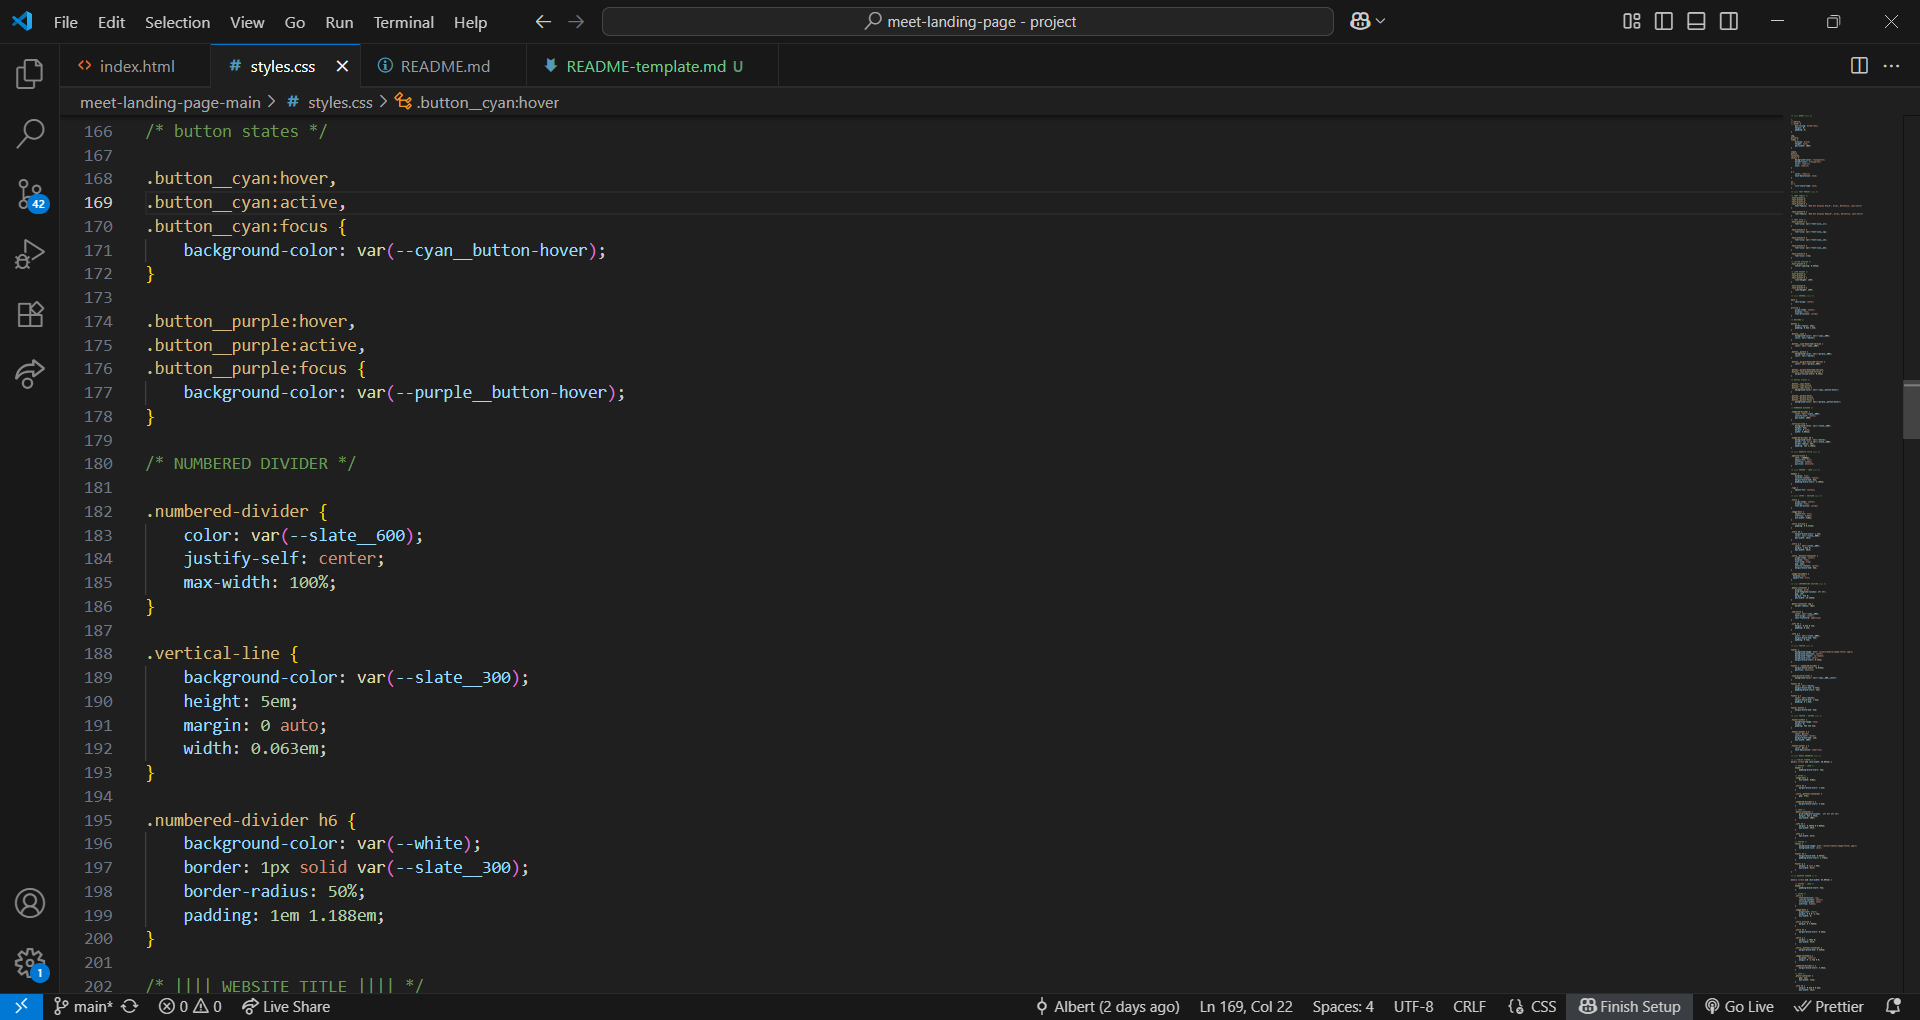 File Edit Selection View Go Run Terminal Help
meet-landing-page - project
index.html
# styles.css
README.md
README-template.md U
meet-landing-page-main > # styles.css > .button__cyan:hover
166 /* button states */
167
168 .button__cyan:hover,
169 .button__cyan:active,
170 .button__cyan:focus {
171 background-color: var(--cyan__button-hover);
172 }
173
174 .button__purple:hover,
175 .button__purple:active,
176 .button__purple:focus {
177 background-color: var(--purple__button-hover);
178 }
179
180 /* NUMBERED DIVIDER */
181
182 .numbered-divider {
183 color: var(--slate__600);
184 justify-self: center;
185 max-width: 100%;
186 }
187
188 .vertical-line {
189 background-color: var(--slate__300);
190 height: 5em;
191 margin: 0 auto;
192 width: 0.063em;
193 }
194
195 .numbered-divider h6 {
196 background-color: var(--white);
197 border: 1px solid var(--slate__300);
198 border-radius: 50%;
199 padding: 1em 1.188em;
200 }
201
202 /* |||| WEBSITE TITLE |||| */
42
1
main* 0 0 Live Share Albert (2 days ago) Ln 169, Col 22 Spaces: 4 UTF-8 CRLF CSS Finish Setup Go Live Prettier